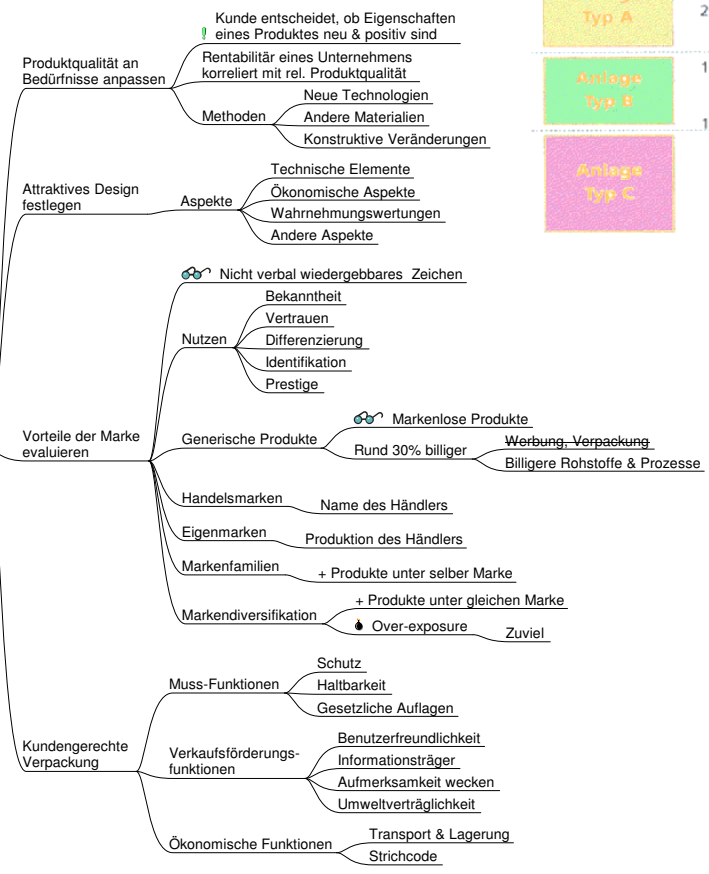 Kunde entscheidet, ob Eigenschaften
eines Produktes neu & positiv sind
Produktqualität an
Bedürfnisse anpassen
Rentabilität eines Unternehmens
korreliert mit rel. Produktqualität
Methoden
Neue Technologien
Andere Materialien
Konstruktive Veränderungen
Attraktives Design
festlegen
Aspekte
Technische Elemente
Ökonomische Aspekte
Wahrnehmungswertungen
Andere Aspekte
Vorteile der Marke
evaluieren
Nicht verbal wiedergebbares Zeichen
Nutzen
Bekanntheit
Vertrauen
Differenzierung
Identifikation
Prestige
Generische Produkte
Markenlose Produkte
Rund 30% billiger
Werbung, Verpackung
Billigere Rohstoffe & Prozesse
Handelsmarken
Name des Händlers
Eigenmarken
Produktion des Händlers
Markenfamilien
+ Produkte unter selber Marke
Markendiversifikation
+ Produkte unter gleichen Marke
Over-exposure
Zuviel
Kundengerechte
Verpackung
Muss-Funktionen
Schutz
Haltbarkeit
Gesetzliche Auflagen
Verkaufsförderungs-
funktionen
Benutzerfreundlichkeit
Informationsträger
Aufmerksamkeit wecken
Umweltverträglichkeit
Ökonomische Funktionen
Transport & Lagerung
Strichcode
Typ A
2
1
Anlage
Typ B
1
Anlage
Typ C